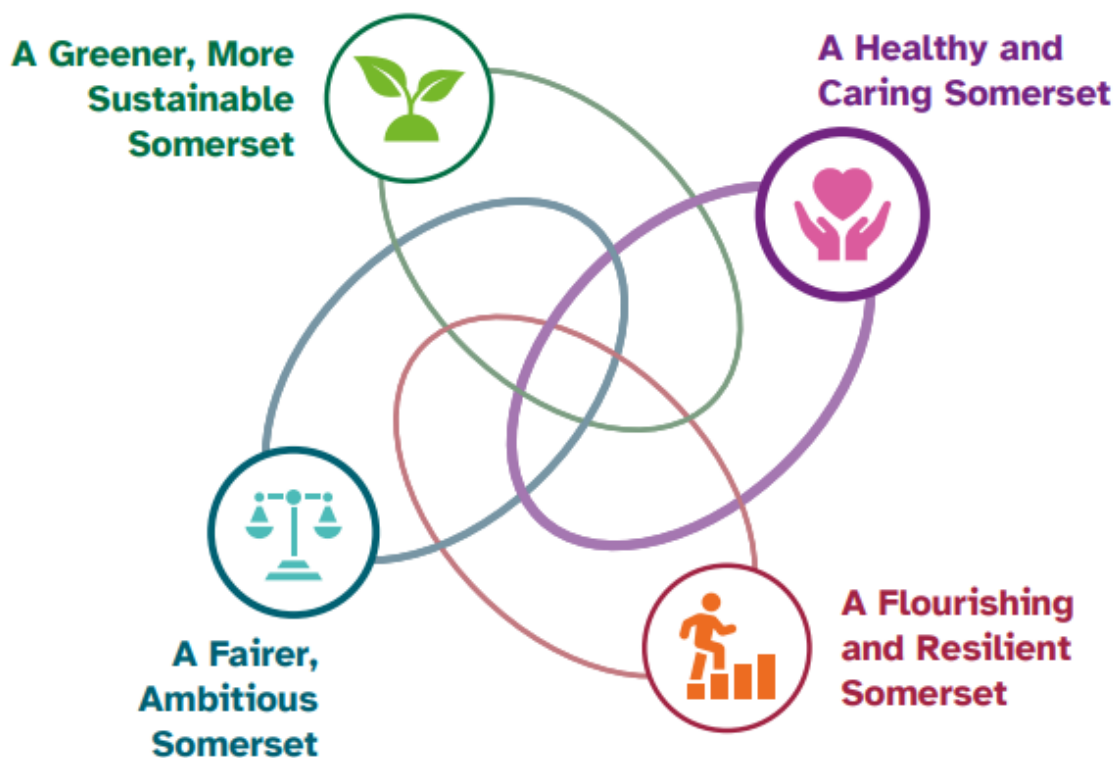 A Greener, More
Sustainable
Somerset
A Healthy and
Caring Somerset
A Fairer,
Ambitious
Somerset
A Flourishing
and Resilient
Somerset